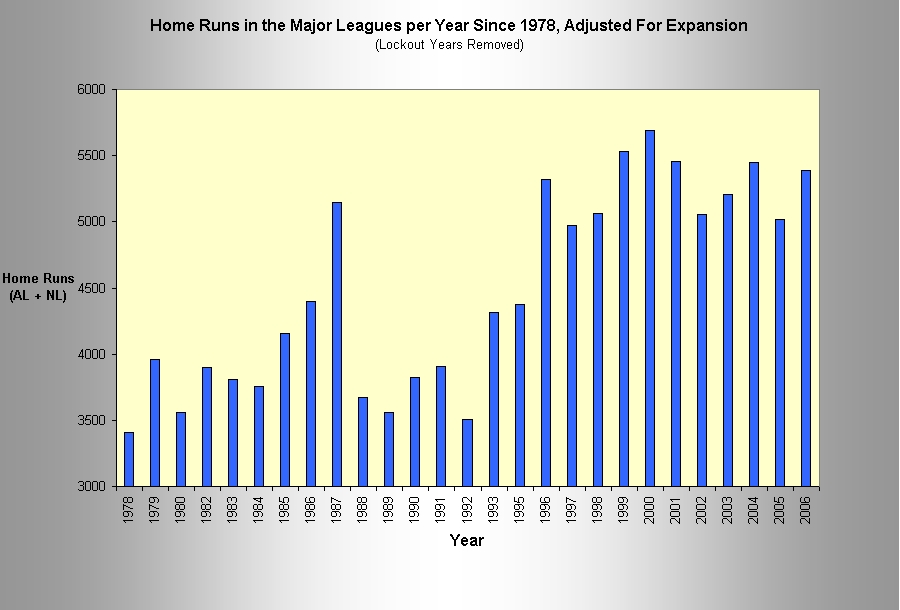 Home Runs in the Major Leagues per Year Since 1978, Adjusted For Expansion
(Lockout Years Removed)
6000
5500
5000
4500
4000
3500
3000
Home Runs
(AL + NL)
1978 1979 1980 1982 1983 1984 1985 1986 1987 1988 1989 1990 1991 1992 1993 1995 1996 1997 1998 1999 2000 2001 2002 2003 2004 2005 2006
Year